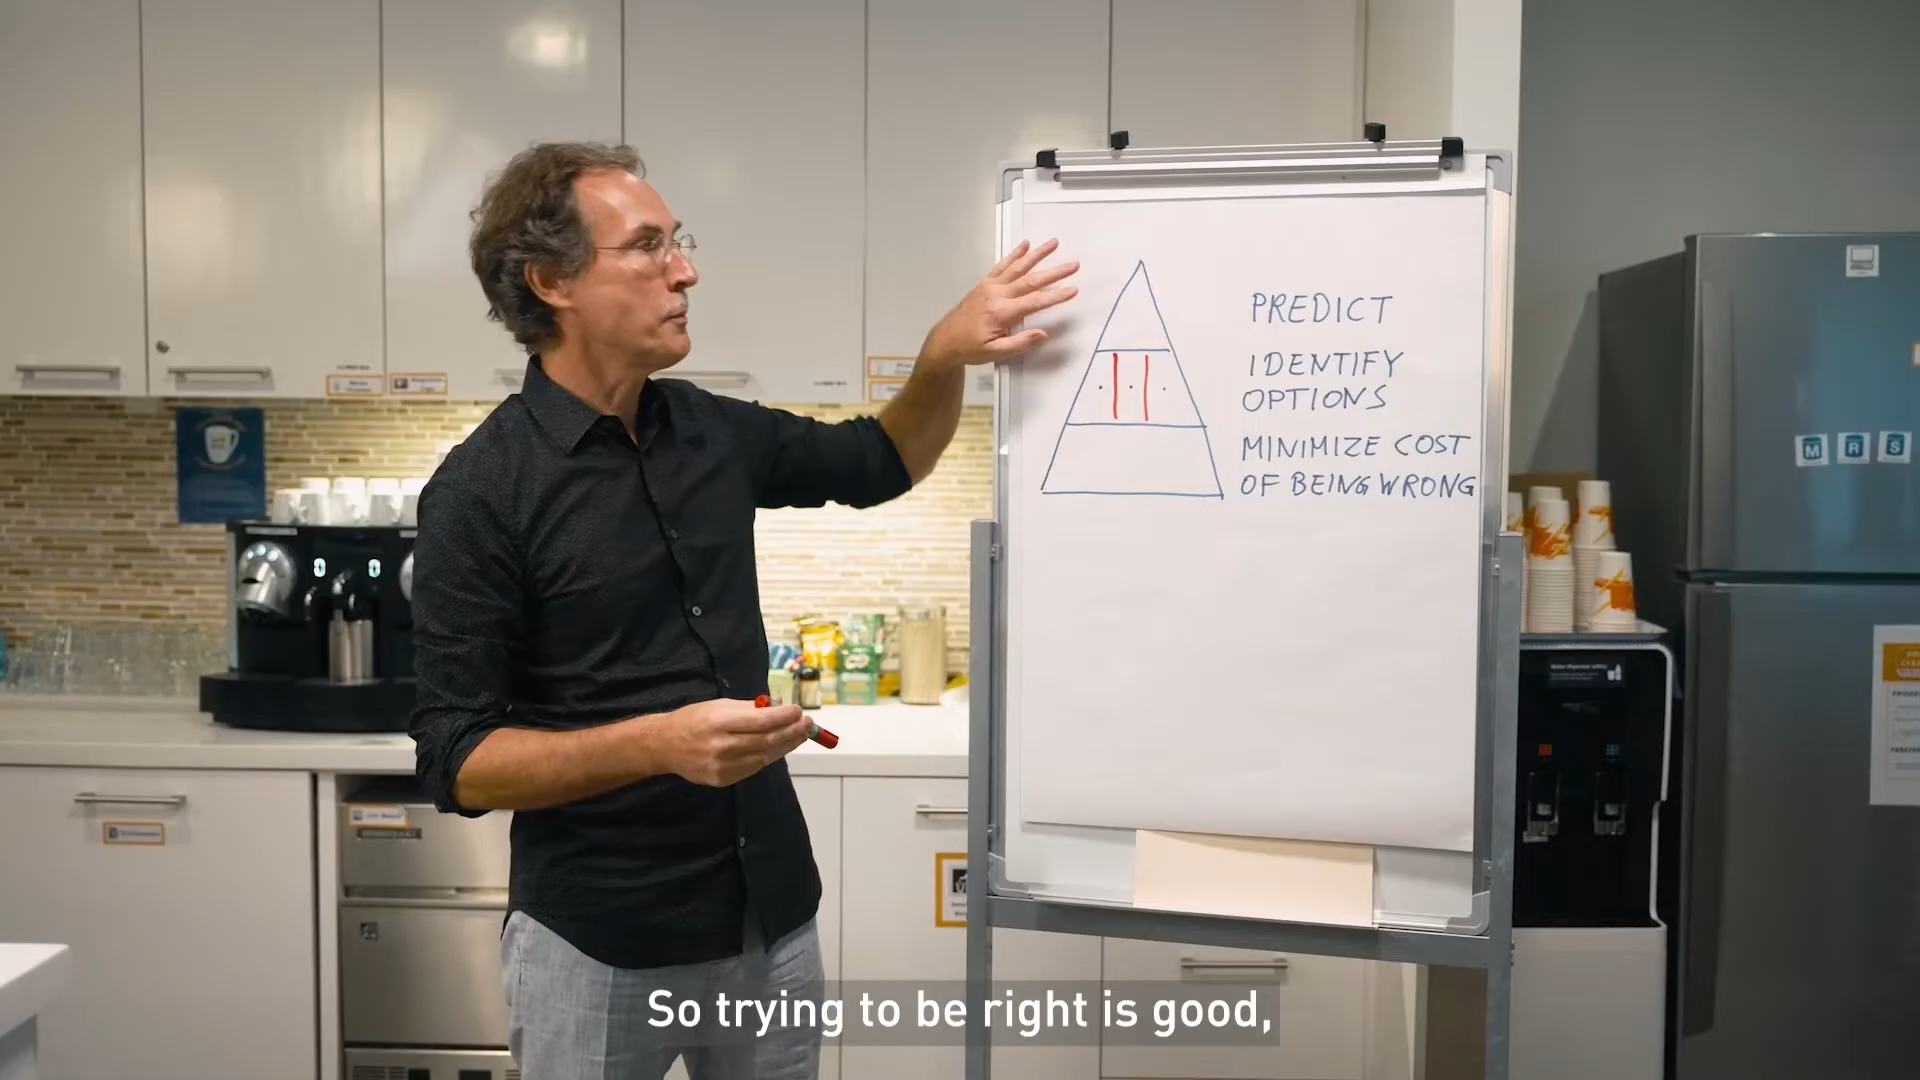 PREDICT
IDENTIFY
OPTIONS
MINIMIZE COST
OF BEING WRONG
M R S
So trying to be right is good,